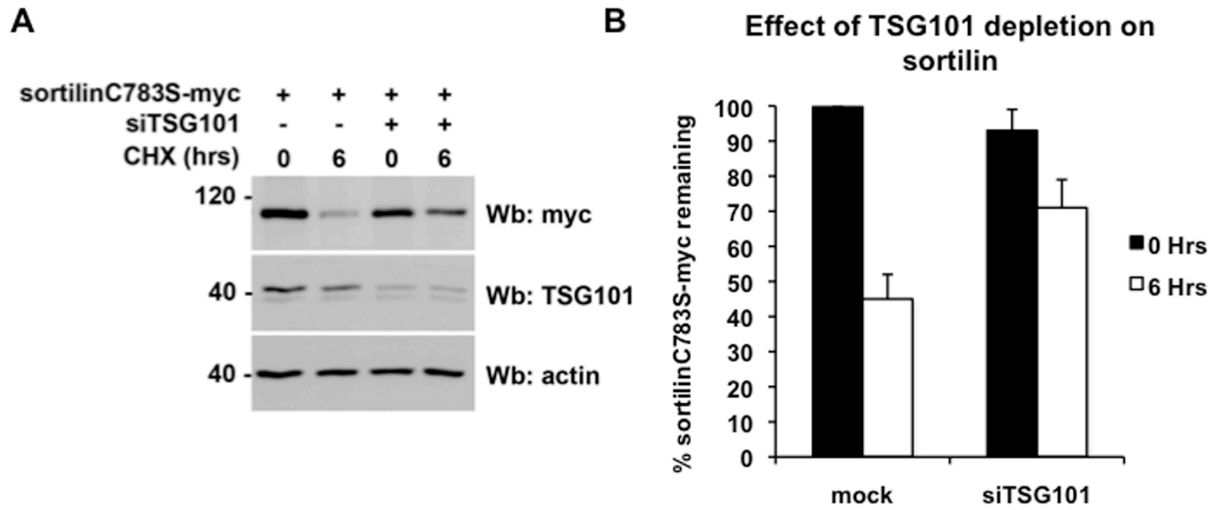 A
sortilinC783S-myc + + + +
siTSG101 - - + +
CHX (hrs) 0 6 0 6
120 - Wb: myc
40 - Wb: TSG101
40 - Wb: actin
B
Effect of TSG101 depletion on
sortilin
% sortilinC783S-myc remaining
100
90
80
70
60
50
40
30
20
10
0
mock siTSG101
0 Hrs
6 Hrs